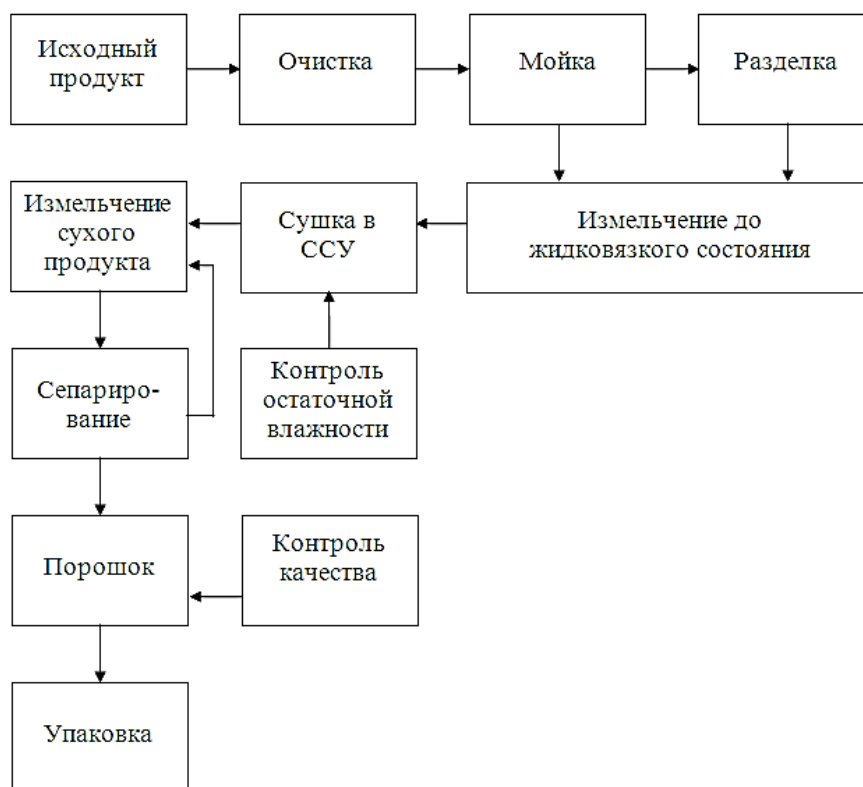 Исходный
продукт
Очистка
Мойка
Разделка
Измельчение
сухого
продукта
Сушка в
ССУ
Измельчение до
жидковязкого состояния
Сепариро-
вание
Контроль
остаточной
влажности
Порошок
Контроль
качества
Упаковка